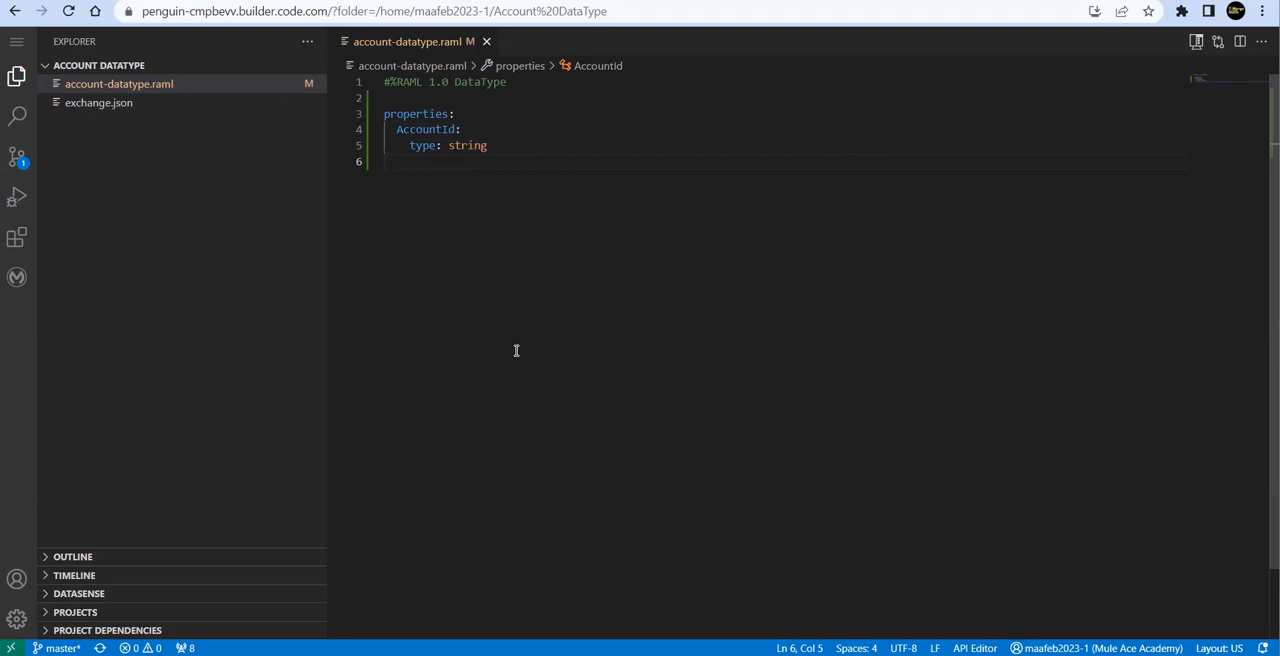 penguin-cmpbevv.builder.code.com/?folder=/home/maafeb2023-1/Account%20DataType
EXPLORER
account-datatype.raml M
ACCOUNT DATATYPE
account-datatype.raml > properties > AccountId
account-datatype.raml M
exchange.json
1 #%RAML 1.0 DataType
2
3 properties:
4 AccountId:
5 type: string
6
1
OUTLINE
TIMELINE
DATASENSE
PROJECTS
PROJECT DEPENDENCIES
master* 0 0 8 Ln 6, Col 5 Spaces: 4 UTF-8 LF API Editor maafeb2023-1 (Mule Ace Academy) Layout: US